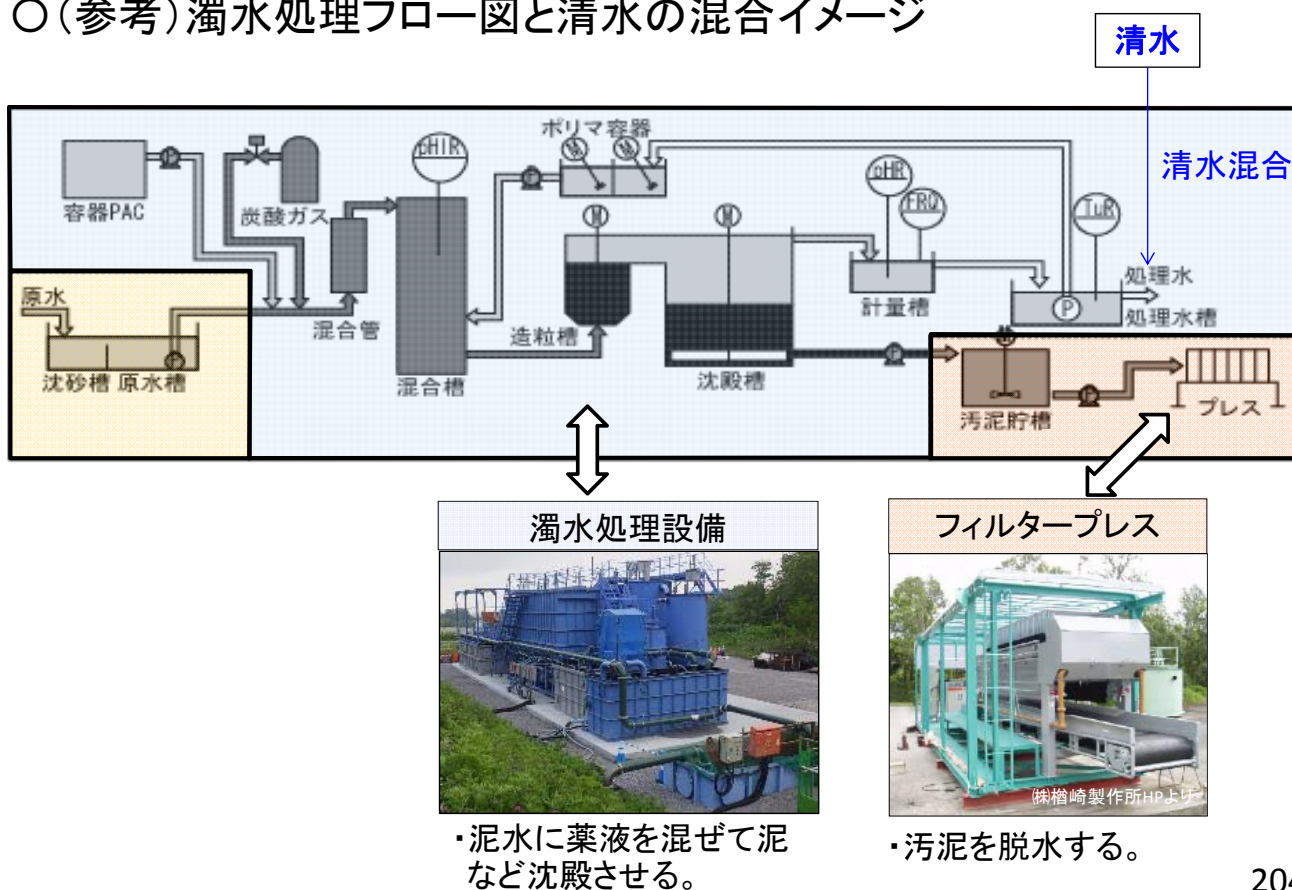 〇(参考)濁水処理フロー図と清水の混合イメージ
清水
清水混合
ポリマ容器
pHIR
M
M
容器PAC
P
炭酸ガス
P
pHR
FRQ
TuR
M
M
原水
混合管
造粒槽
計量槽
P
処理水
処理水槽
沈砂槽 原水槽
P
混合槽
沈殿槽
P
M
汚泥貯槽
P
プレス
濁水処理設備
フィルタープレス
㈱楢崎製作所HPより
・泥水に薬液を混ぜて泥
など沈殿させる。
・汚泥を脱水する。
204